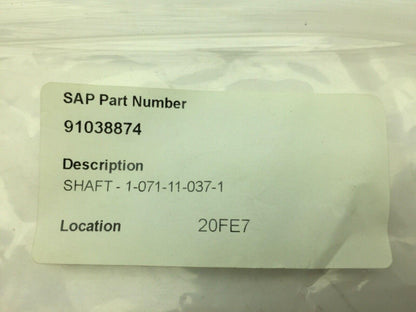 SAP Part Number
91038874
Description
SHAFT - 1-071-11-037-1
Location 20FE7